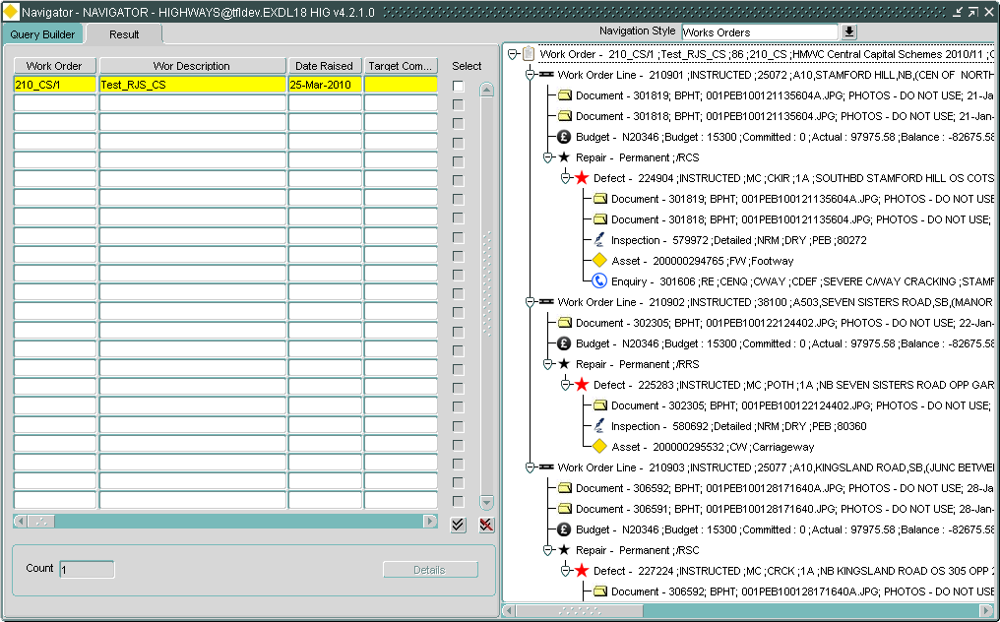 Navigator - NAVIGATOR - HIGHWAYS@tfldev.EXDL18 HIG v4.2.1.0
Query Builder
Result
Navigation Style
Works Orders
Work Order
Wor Description
Date Raised
Target Com...
Select
210_CS/1
Test_RJS_CS
25-Mar-2010
Count
1
Details
Work Order - 210_CS/1 ;Test_RJS_CS ;86 ;210_CS ;HMWC Central Capital Schemes 2010/11 ;
Work Order Line - 210901 ;INSTRUCTED ;25072 ;A10,STAMFORD HILL,NB,(CEN OF NORTH
Document - 301819; BPHT; 001PEB100121135604A.JPG; PHOTOS - DO NOT USE; 21-Ja
Document - 301818; BPHT; 001PEB100121135604.JPG; PHOTOS - DO NOT USE; 21-Jan-
Budget - N20346 ;Budget : 15300 ;Committed : 0 ;Actual : 97975.58 ;Balance : -82675.58
Repair - Permanent ;/RCS
Defect - 224904 ;INSTRUCTED ;MC ;CKIR ;1A ;SOUTHBD STAMFORD HILL OS COTS
Document - 301819; BPHT; 001PEB100121135604A.JPG; PHOTOS - DO NOT USE
Document - 301818; BPHT; 001PEB100121135604.JPG; PHOTOS - DO NOT USE;
Inspection - 579972 ;Detailed ;NRM ;DRY ;PEB ;80272
Asset - 200000294765 ;FW ;Footway
Enquiry - 301606 ;RE ;CENQ ;CWAY ;CDEF ;SEVERE C/WAY CRACKING ;STAMF
Work Order Line - 210902 ;INSTRUCTED ;38100 ;A503,SEVEN SISTERS ROAD,SB,(MANOR
Document - 302305; BPHT; 001PEB100122124402.JPG; PHOTOS - DO NOT USE; 22-Jan-
Budget - N20346 ;Budget : 15300 ;Committed : 0 ;Actual : 97975.58 ;Balance : -82675.58
Repair - Permanent ;/RRS
Defect - 225283 ;INSTRUCTED ;MC ;POTH ;1A ;NB SEVEN SISTERS ROAD OPP GAR
Document - 302305; BPHT; 001PEB100122124402.JPG; PHOTOS - DO NOT USE;
Inspection - 580692 ;Detailed ;NRM ;DRY ;PEB ;80360
Asset - 200000295532 ;CW ;Carriageway
Work Order Line - 210903 ;INSTRUCTED ;25077 ;A10,KINGSLAND ROAD,SB,(JUNC BETWE
Document - 306592; BPHT; 001PEB100128171640A.JPG; PHOTOS - DO NOT USE; 28-Ja
Document - 306591; BPHT; 001PEB100128171640.JPG; PHOTOS - DO NOT USE; 28-Jan-
Budget - N20346 ;Budget : 15300 ;Committed : 0 ;Actual : 97975.58 ;Balance : -82675.58
Repair - Permanent ;/RSC
Defect - 227224 ;INSTRUCTED ;MC ;CRCK ;1A ;NB KINGSLAND ROAD OS 305 OPP 2
Document - 306592; BPHT; 001PEB100128171640A.JPG; PHOTOS - DO NOT USE